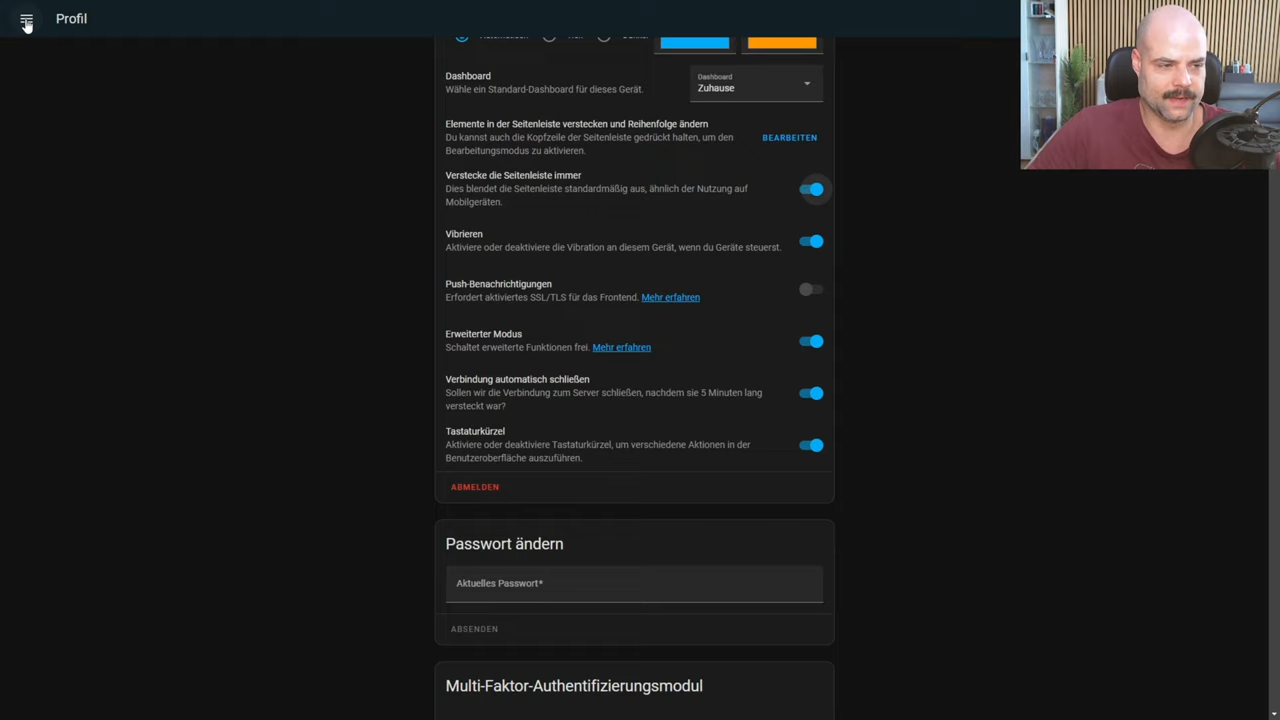 Profil
Dashboard
Wähle ein Standard-Dashboard für dieses Gerät.
Dashboard
Zuhause
Elemente in der Seitenleiste verstecken und Reihenfolge ändern
Du kannst auch die Kopfzeile der Seitenleiste gedrückt halten, um den
Bearbeitungsmodus zu aktivieren.
BEARBEITEN
Verstecke die Seitenleiste immer
Dies blendet die Seitenleiste standardmäßig aus, ähnlich der Nutzung auf
Mobilgeräten.
Vibrieren
Aktiviere oder deaktiviere die Vibration an diesem Gerät, wenn du Geräte steuerst.
Push-Benachrichtigungen
Erfordert aktiviertes SSL/TLS für das Frontend. Mehr erfahren
Erweiterter Modus
Schaltet erweiterte Funktionen frei. Mehr erfahren
Verbindung automatisch schließen
Sollen wir die Verbindung zum Server schließen, nachdem sie 5 Minuten lang
versteckt war?
Tastaturkürzel
Aktiviere oder deaktiviere Tastaturkürzel, um verschiedene Aktionen in der
Benutzeroberfläche auszuführen.
ABMELDEN
Passwort ändern
Aktuelles Passwort*
ABSENDEN
Multi-Faktor-Authentifizierungsmodul